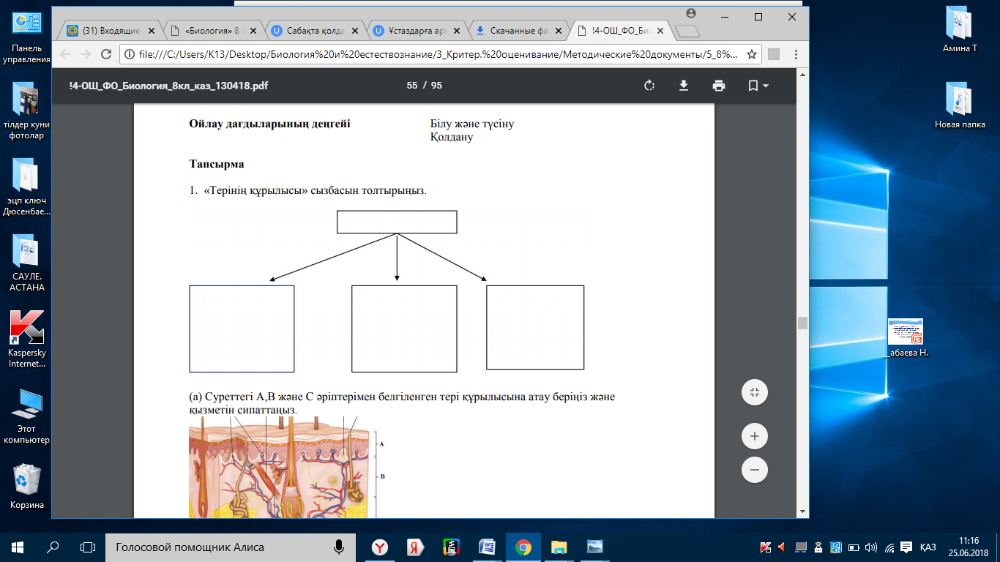 Панель
управления
тілдер куни
фотолар
эцп ключ
Дюсенбае...
САУЛЕ.
АСТАНА
Kaspersky
Internet...
Этот
компьютер
Корзина
(31) Входящие
«Биология» 8
Сабақта қолда
Ұстаздарға арн
Скачанные фа
!4-ОШ_ФО_Био
file:///C:/Users/K13/Desktop/Биология%20и%20естествознание/3_Критер.%20оценивание/Методические%20документы/5_8%...
!4-ОШ_ФО_Биология_8кл_каз_130418.pdf
55 / 95
Ойлау дағдыларының деңгейі
Білу және түсіну
Қолдану
Тапсырма
1. «Терінің құрылысы» сызбасын толтырыңыз.
(а) Суреттегі А,В және С әріптерімен белгіленген тері құрылысына атау беріңіз және
қызметін сипаттаңыз.
A
B
Амина Т
Новая папка
абаева Н.
Голосовой помощник Алиса
ҚАЗ
11:16
25.06.2018